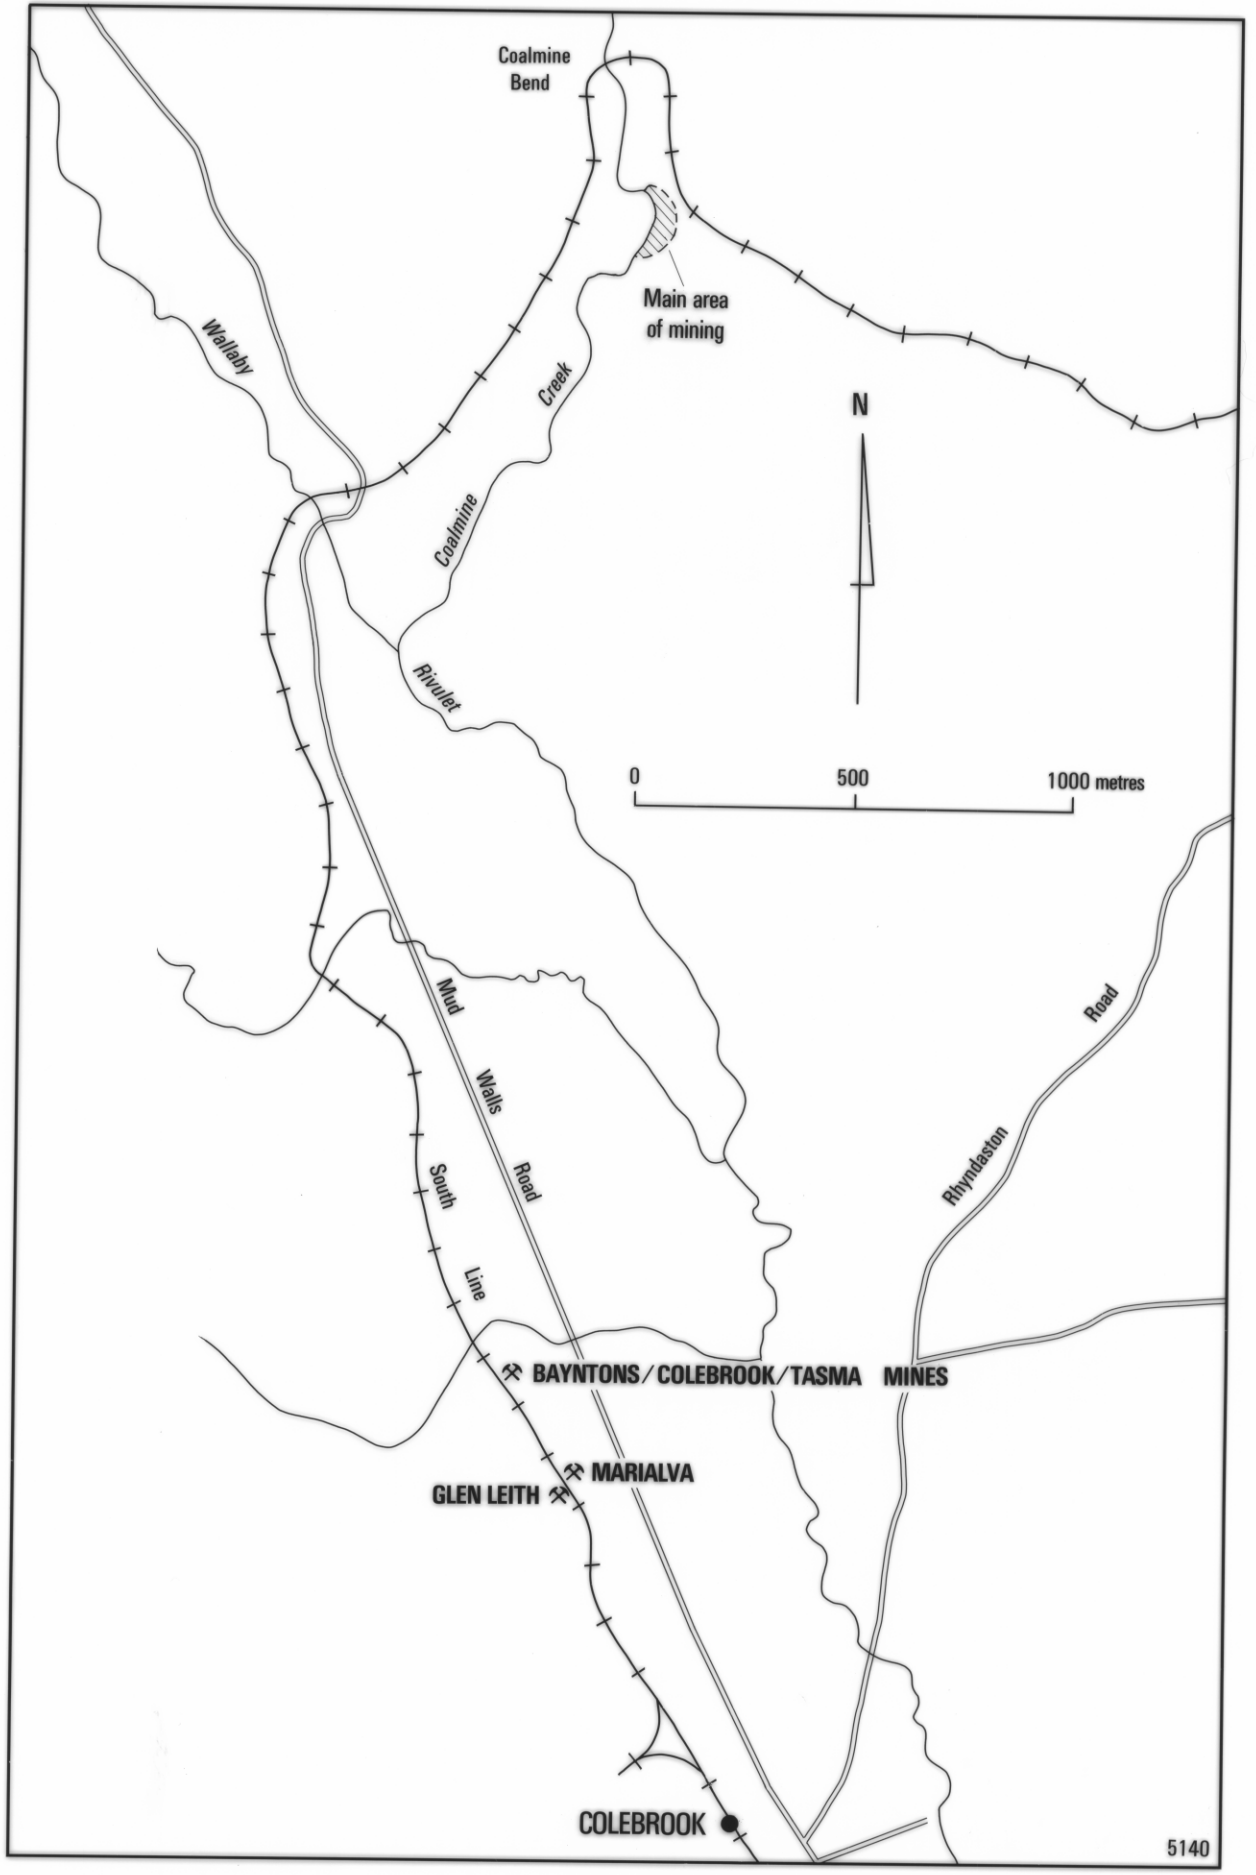 Coalmine
Bend
Main area
of mining
Wallaby
Creek
N
Coalmine
Rivulet
0 500 1000 metres
Mud
Road
Walls
Rhyndaston
South
Road
Line
BAYNTONS/COLEBROOK/TASMA MINES
MARIALVA
GLEN LEITH
COLEBROOK
5140